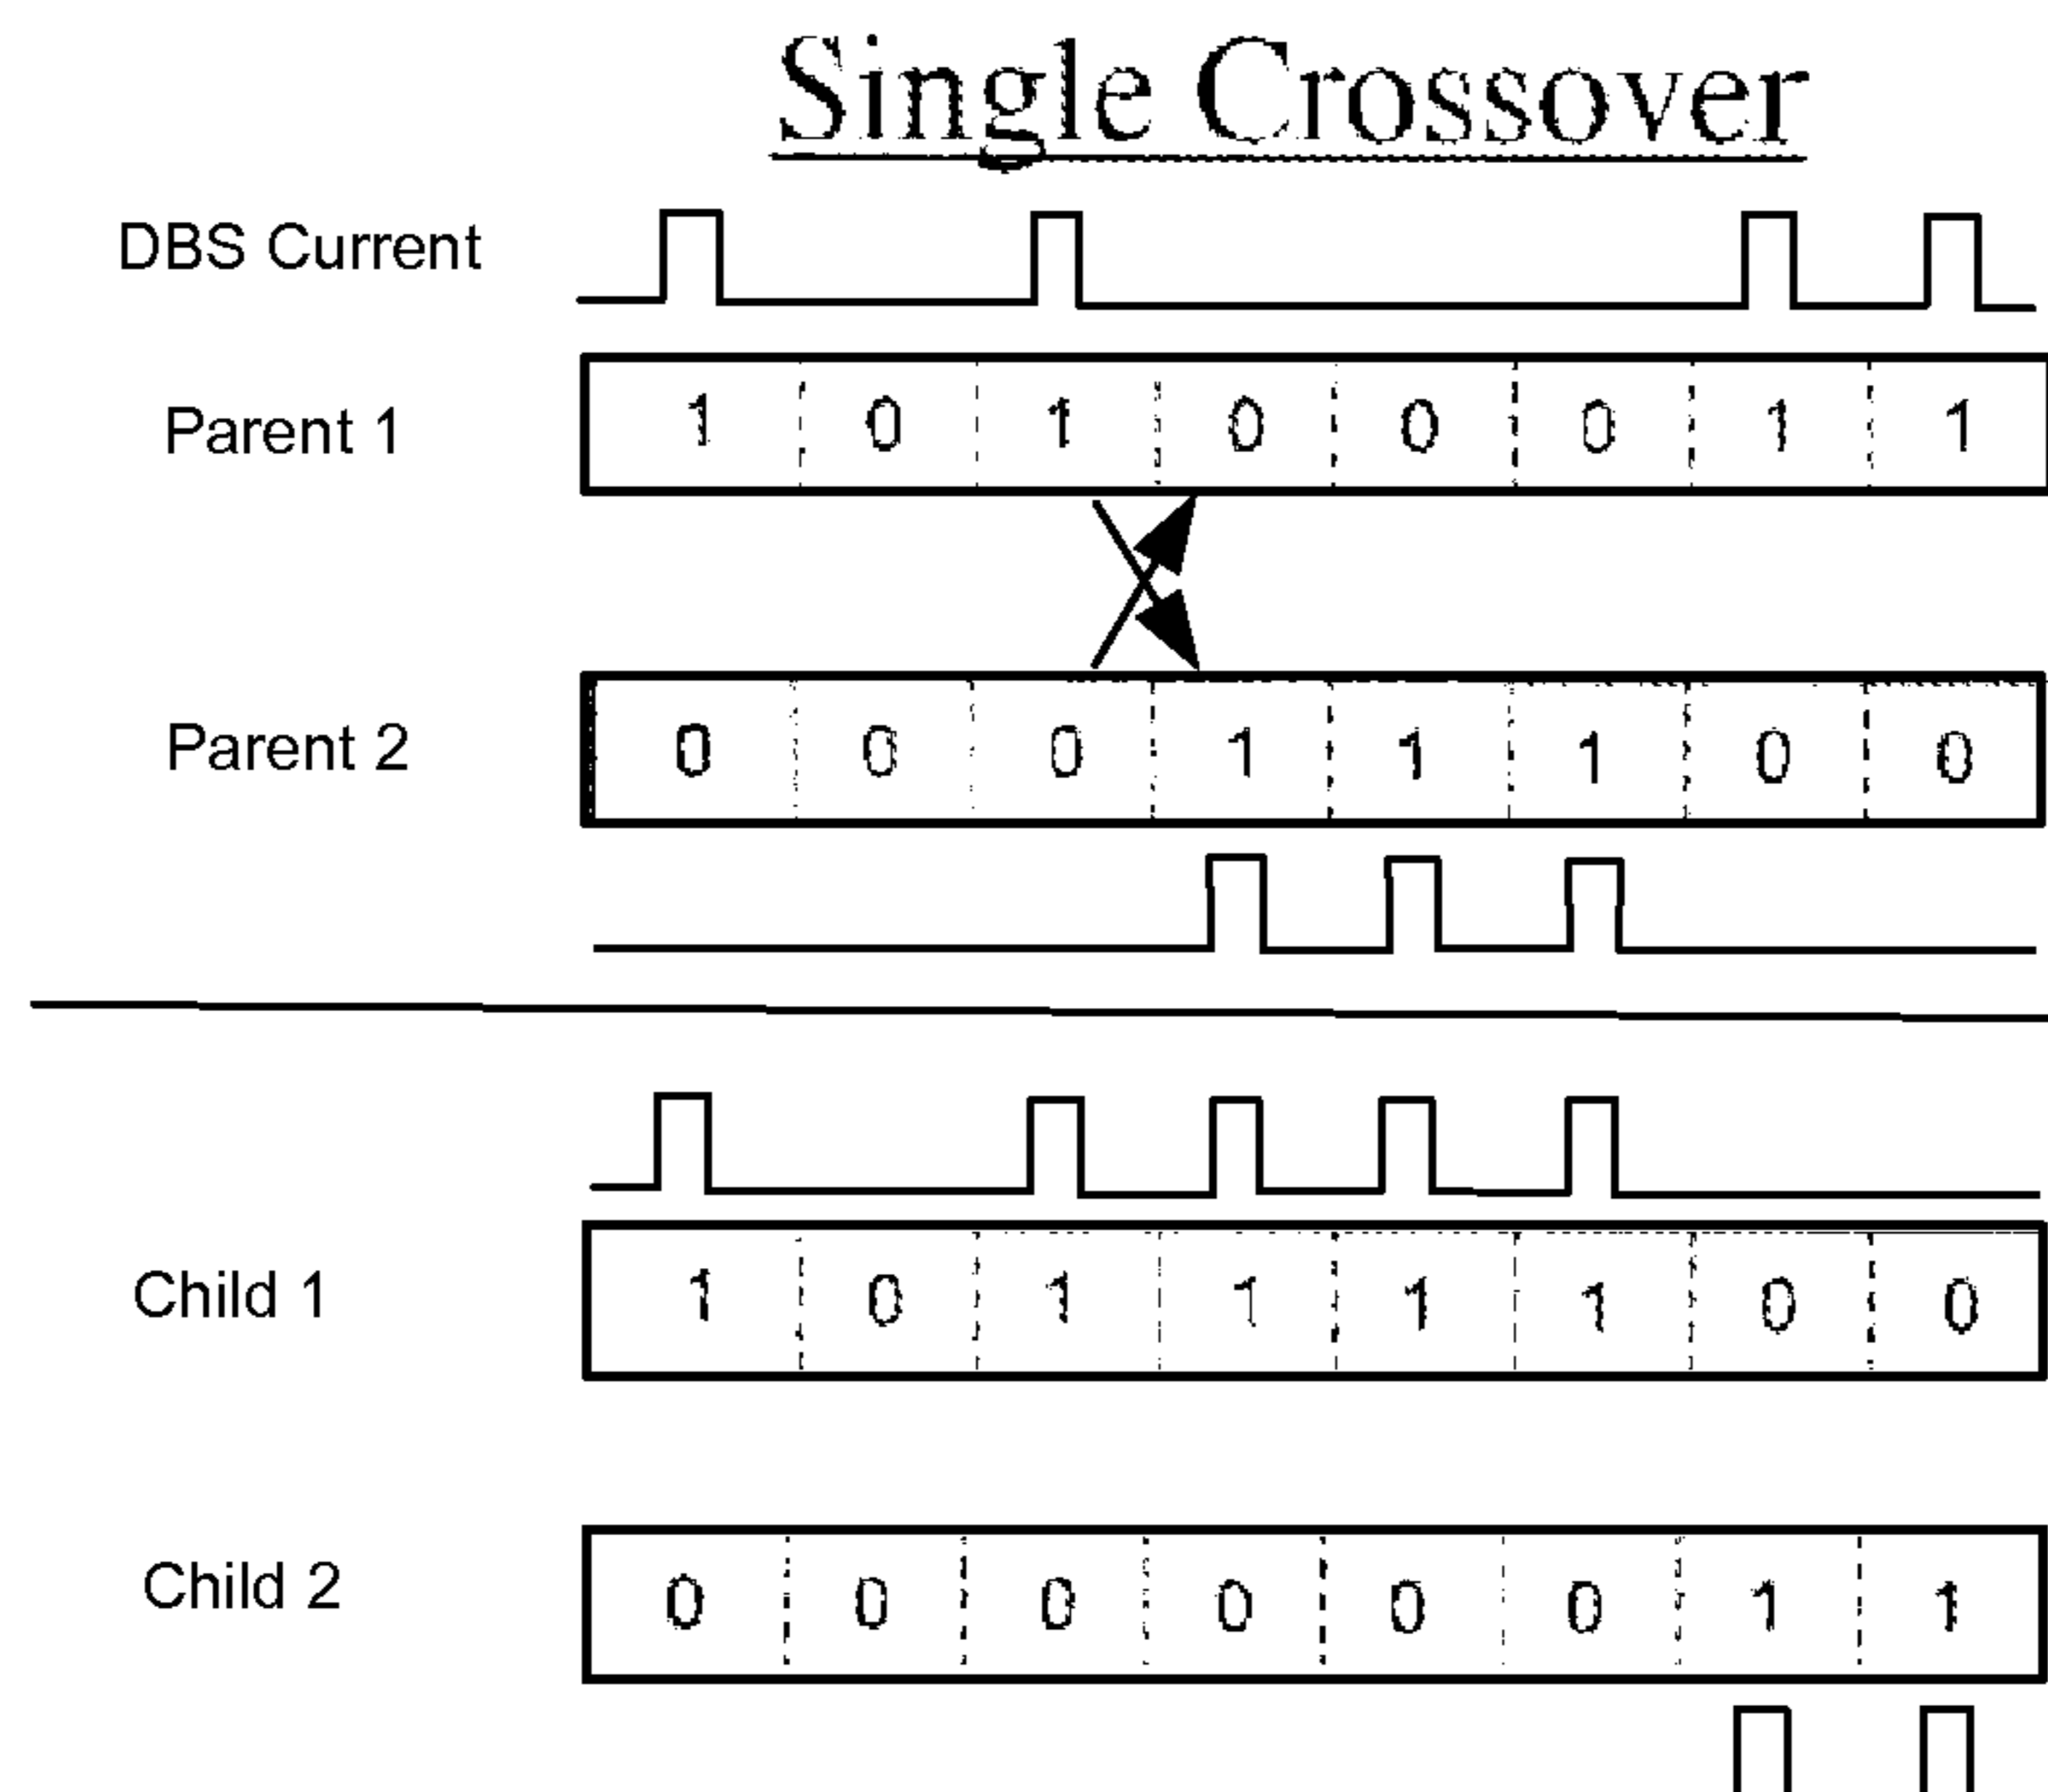 Single Crossover
DBS Current
Parent 1 1 0 1 0 0 0 1 1
Parent 2 0 0 0 1 1 1 0 0
Child 1 1 0 1 1 1 1 0 0
Child 2 0 0 0 0 0 0 1 1